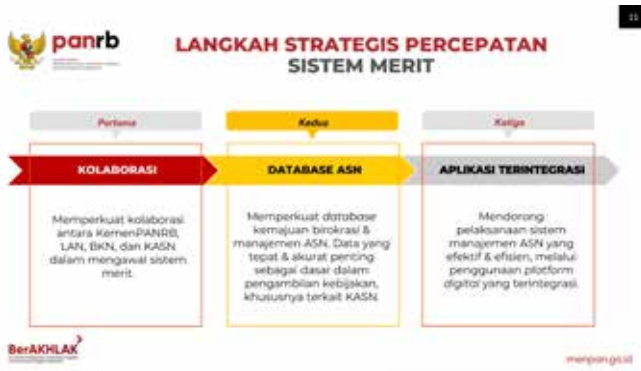 11
panrb
LANGKAH STRATEGIS PERCEPATAN
SISTEM MERIT
Pertama
Kedua
Ketiga
KOLABORASI
DATABASE ASN
APLIKASI TERINTEGRASI
Memperkuat kolaborasi
antara KemenPANRB,
LAN, BKN, dan KASN
dalam mengawal sistem
merit.
Memperkuat database
kemajuan birokrasi &
manajemen ASN. Data yang
tepat & akurat penting
sebagai dasar dalam
pengambilan kebijakan,
khususnya terkait KASN.
Mendorong
pelaksanaan sistem
manajemen ASN yang
efektif & efisien, melalui
penggunaan platform
digital yang terintegrasi.
BerAKHLAK
menpan.go.id